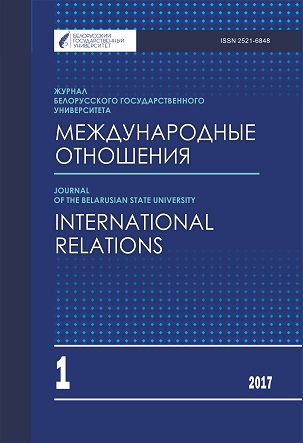 БЕЛОРУССКИЙ
ГОСУДАРСТВЕННЫЙ
УНИВЕРСИТЕТ
ISSN 2521-6848
ЖУРНАЛ
БЕЛОРУССКОГО ГОСУДАРСТВЕННОГО
УНИВЕРСИТЕТА
МЕЖДУНАРОДНЫЕ
ОТНОШЕНИЯ
JOURNAL
OF THE BELARUSIAN STATE UNIVERSITY
INTERNATIONAL
RELATIONS
1
2017